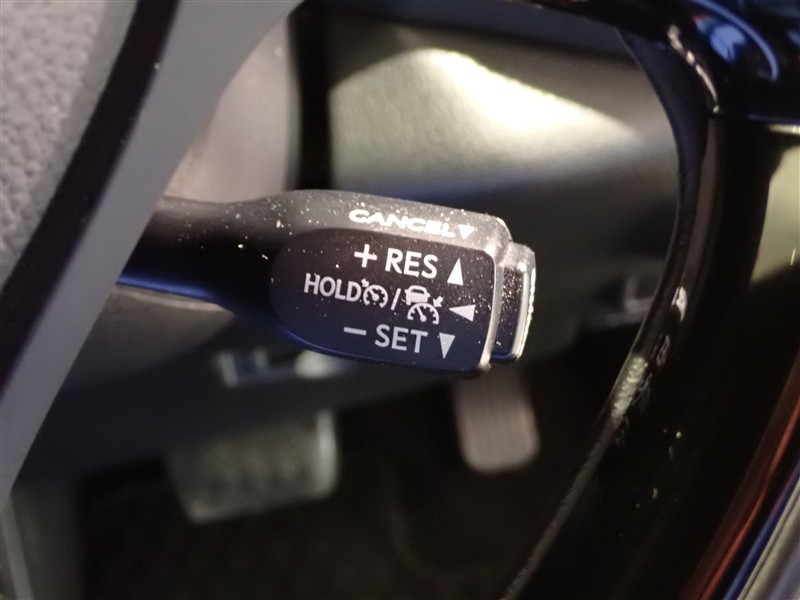 CANCEL
+ RES
HOLD /
− SET